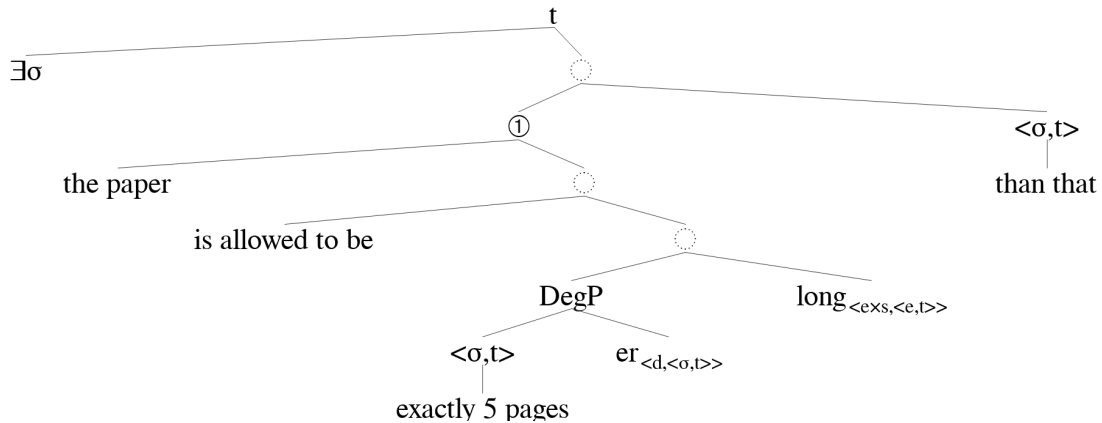 t
∃σ
①
<σ,t>
the paper
than that
is allowed to be
DegP
long<e×s,<e,t>>
<σ,t>
er<d,<σ,t>>
exactly 5 pages